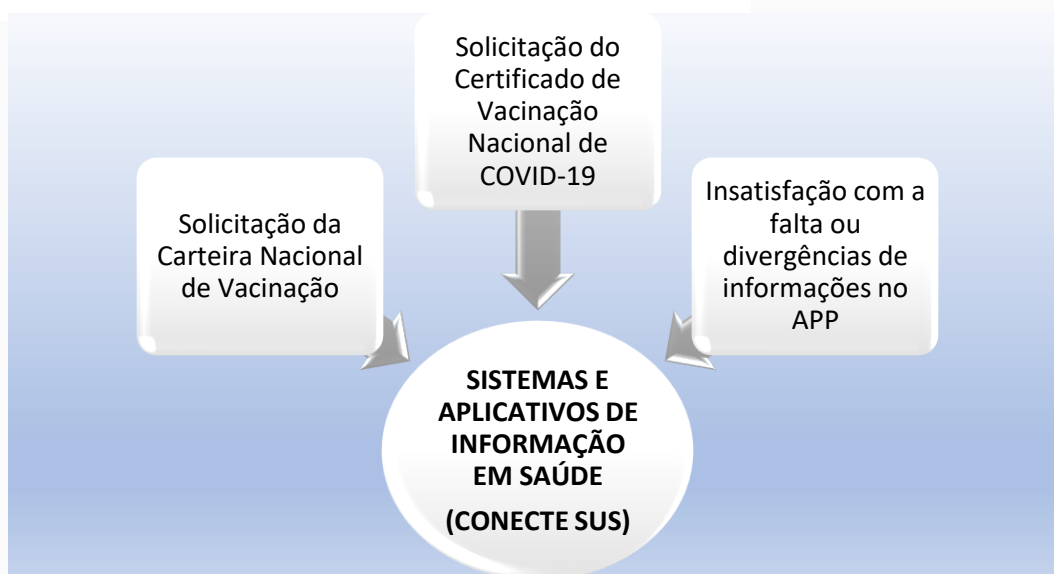 Solicitação do
Certificado de
Vacinação
Nacional de
COVID-19
Solicitação da
Carteira Nacional
de Vacinação
Insatisfação com a
falta ou
divergências de
informações no
APP
SISTEMAS E
APLICATIVOS DE
INFORMAÇÃO
EM SAÚDE
(CONECTE SUS)